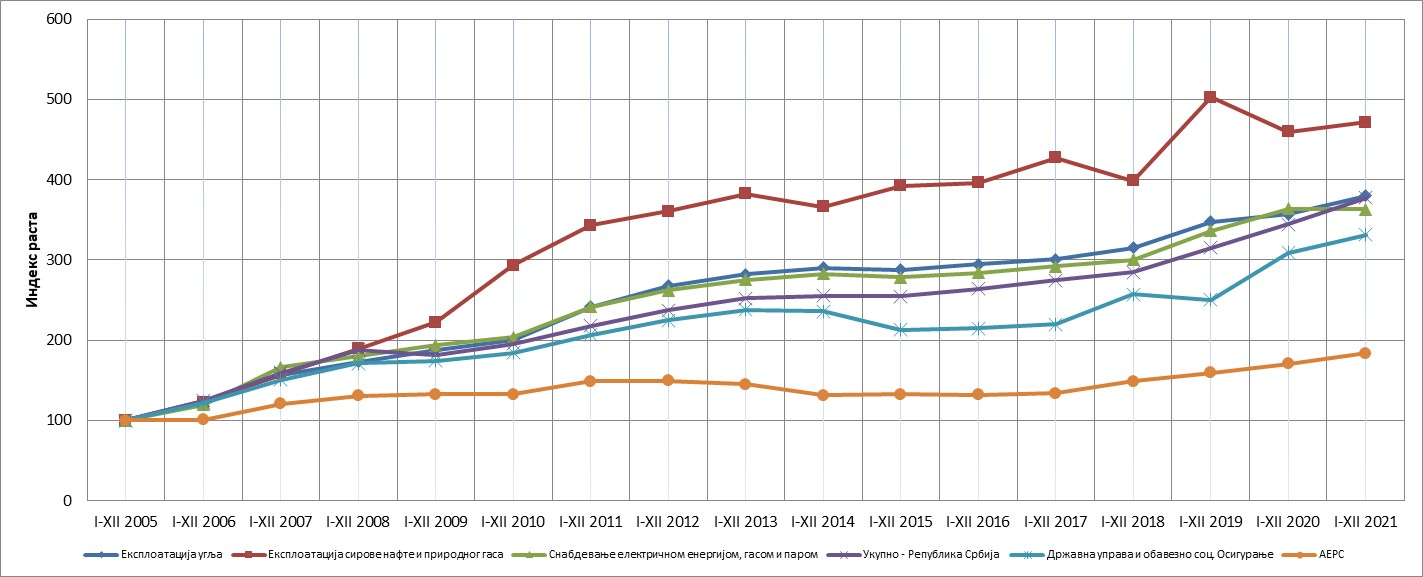 600
500
400
300
200
100
0
Индекс раста
I-XII 2005 I-XII 2006 I-XII 2007 I-XII 2008 I-XII 2009 I-XII 2010 I-XII 2011 I-XII 2012 I-XII 2013 I-XII 2014 I-XII 2015 I-XII 2016 I-XII 2017 I-XII 2018 I-XII 2019 I-XII 2020 I-XII 2021
Експлоатација угља Експлоатација сирове нафте и природног гаса Снабдевање електричном енергијом, гасом и паром Укупно - Република Србија Државна управа и обавезно соц. Осигурање АЕРС